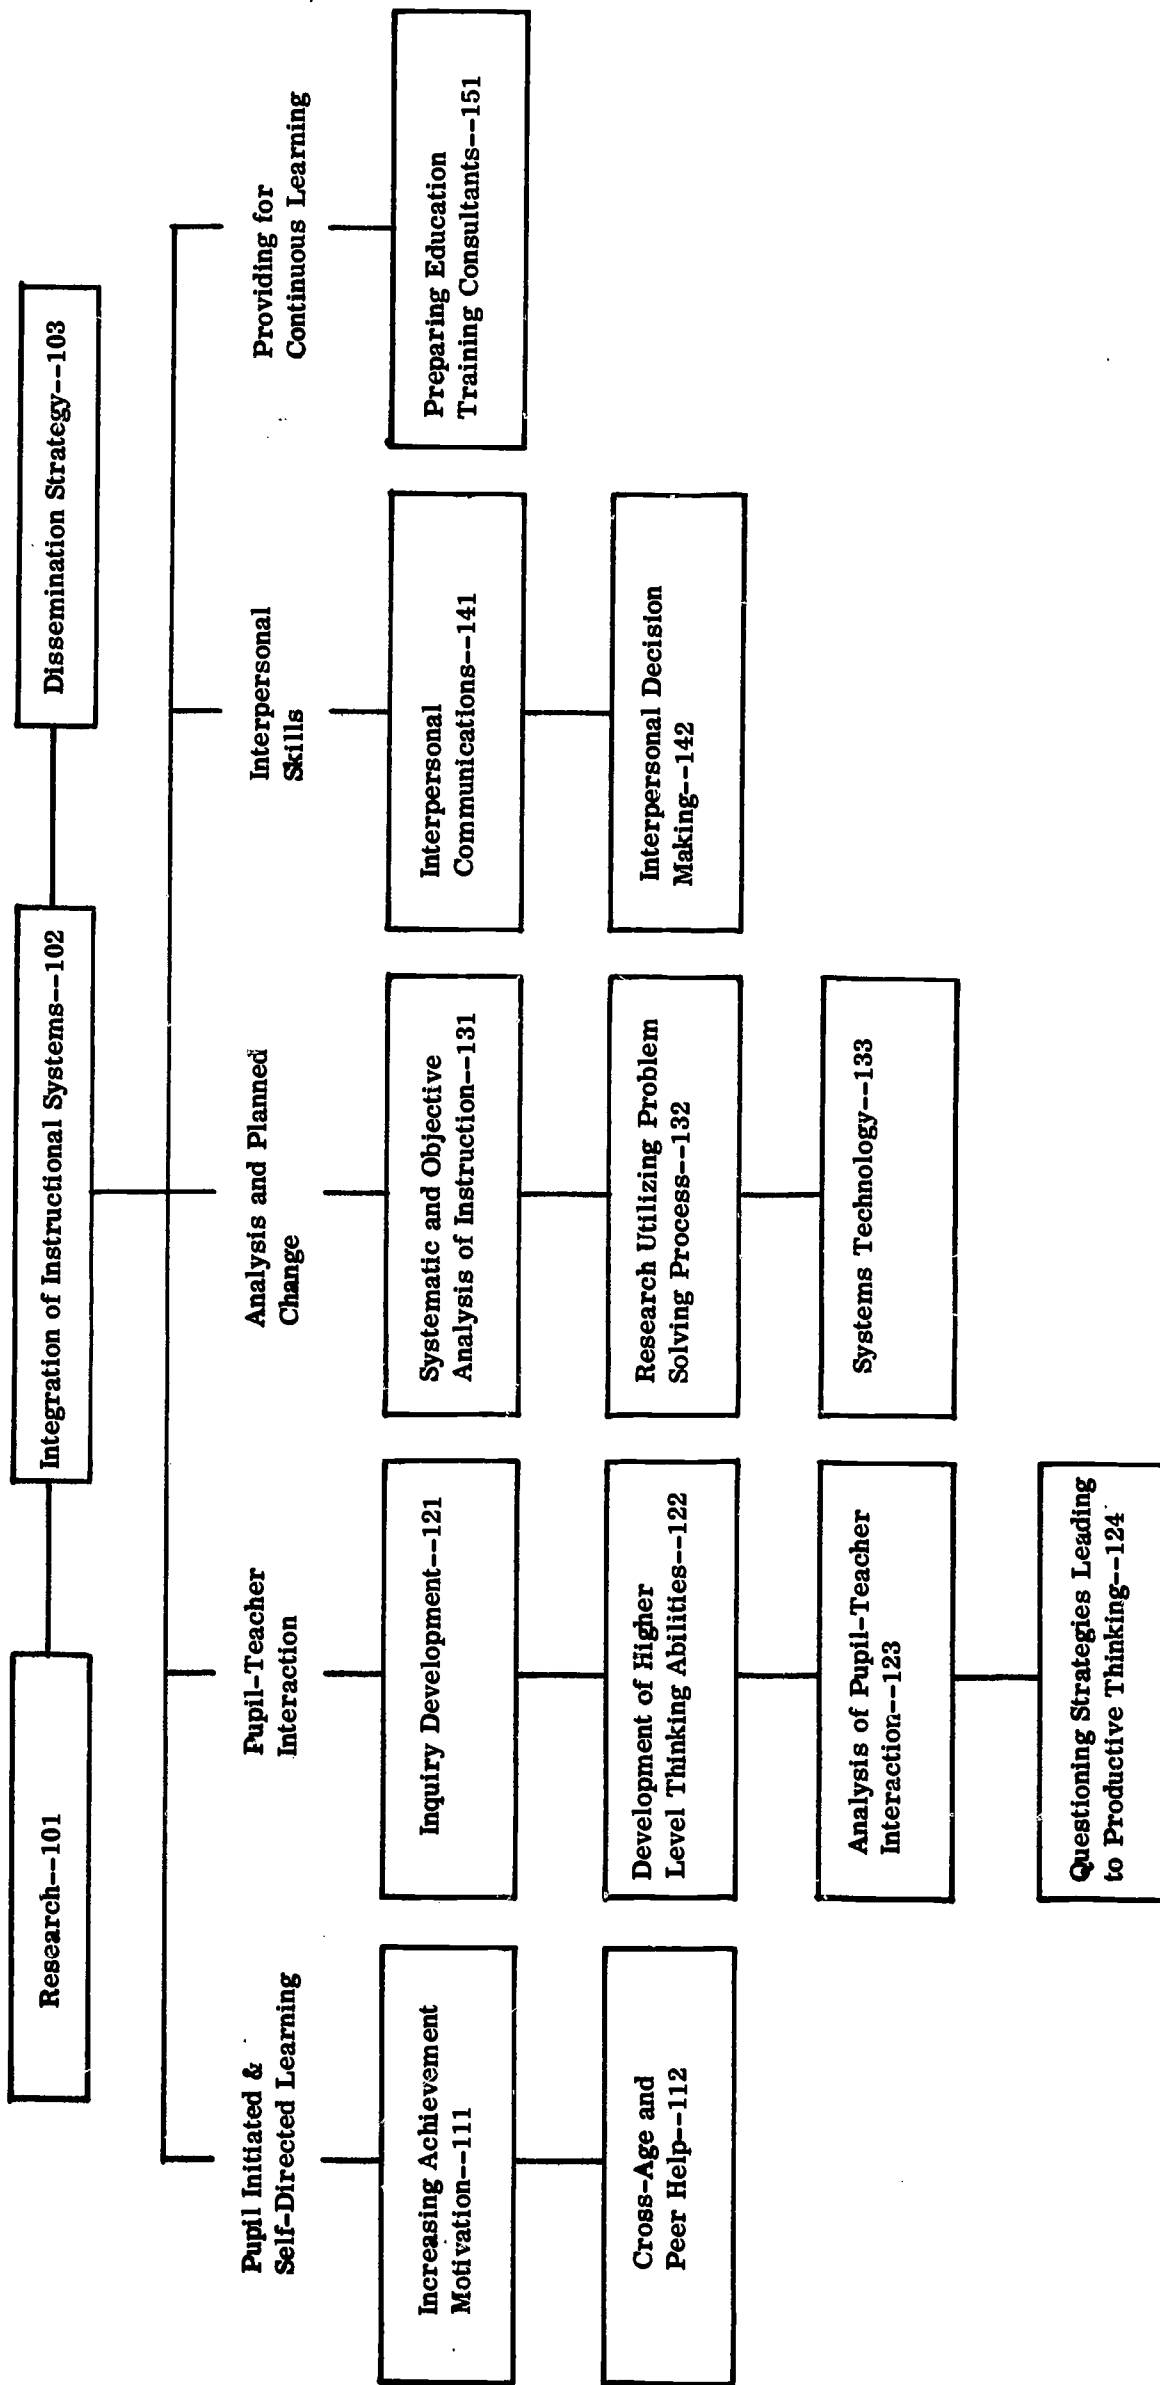 Research--101
Integration of Instructional Systems--102
Dissemination Strategy--103
Pupil Initiated &
Self-Directed Learning
Pupil-Teacher
Interaction
Analysis and Planned
Change
Interpersonal
Skills
Providing for
Continuous Learning
Increasing Achievement
Motivation--111
Cross-Age and
Peer Help--112
Inquiry Development--121
Development of Higher
Level Thinking Abilities--122
Analysis of Pupil-Teacher
Interaction--123
Questioning Strategies Leading
to Productive Thinking--124
Systematic and Objective
Analysis of Instruction--131
Research Utilizing Problem
Solving Process--132
Systems Technology--133
Interpersonal
Communications--141
Interpersonal Decision
Making--142
Preparing Education
Training Consultants--151